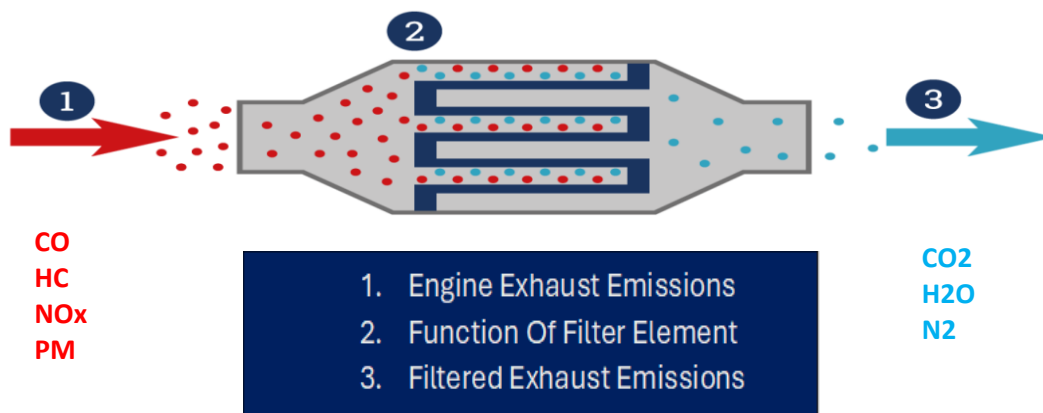 2
1
3
CO
HC
NOx
PM
CO2
H2O
N2
1. Engine Exhaust Emissions
2. Function Of Filter Element
3. Filtered Exhaust Emissions